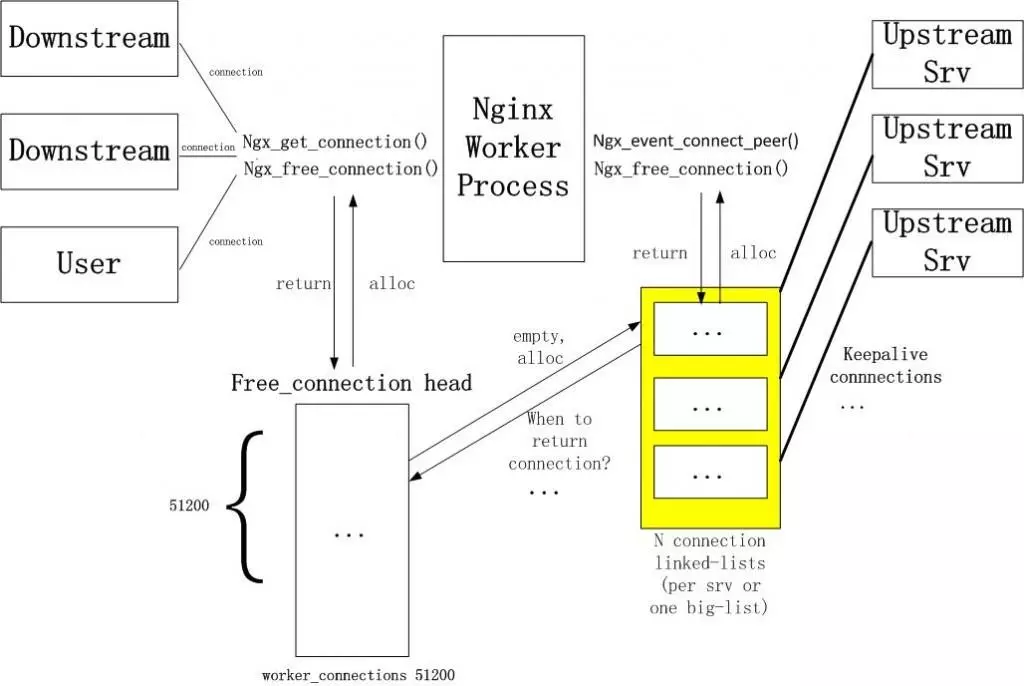 Downstream
connection
Downstream
connection
User
connection
Ngx_get_connection()
Ngx_free_connection()
Nginx
Worker
Process
Ngx_event_connect_peer()
Ngx_free_connection()
Upstream
Srv
Upstream
Srv
Upstream
Srv
return
alloc
return
alloc
empty,
alloc
When to
return
connection?
...
Free_connection head
51200
...
worker_connections 51200
...
...
...
Keepalive
connnections
...
N connection
linked-lists
(per srv or
one big-list)